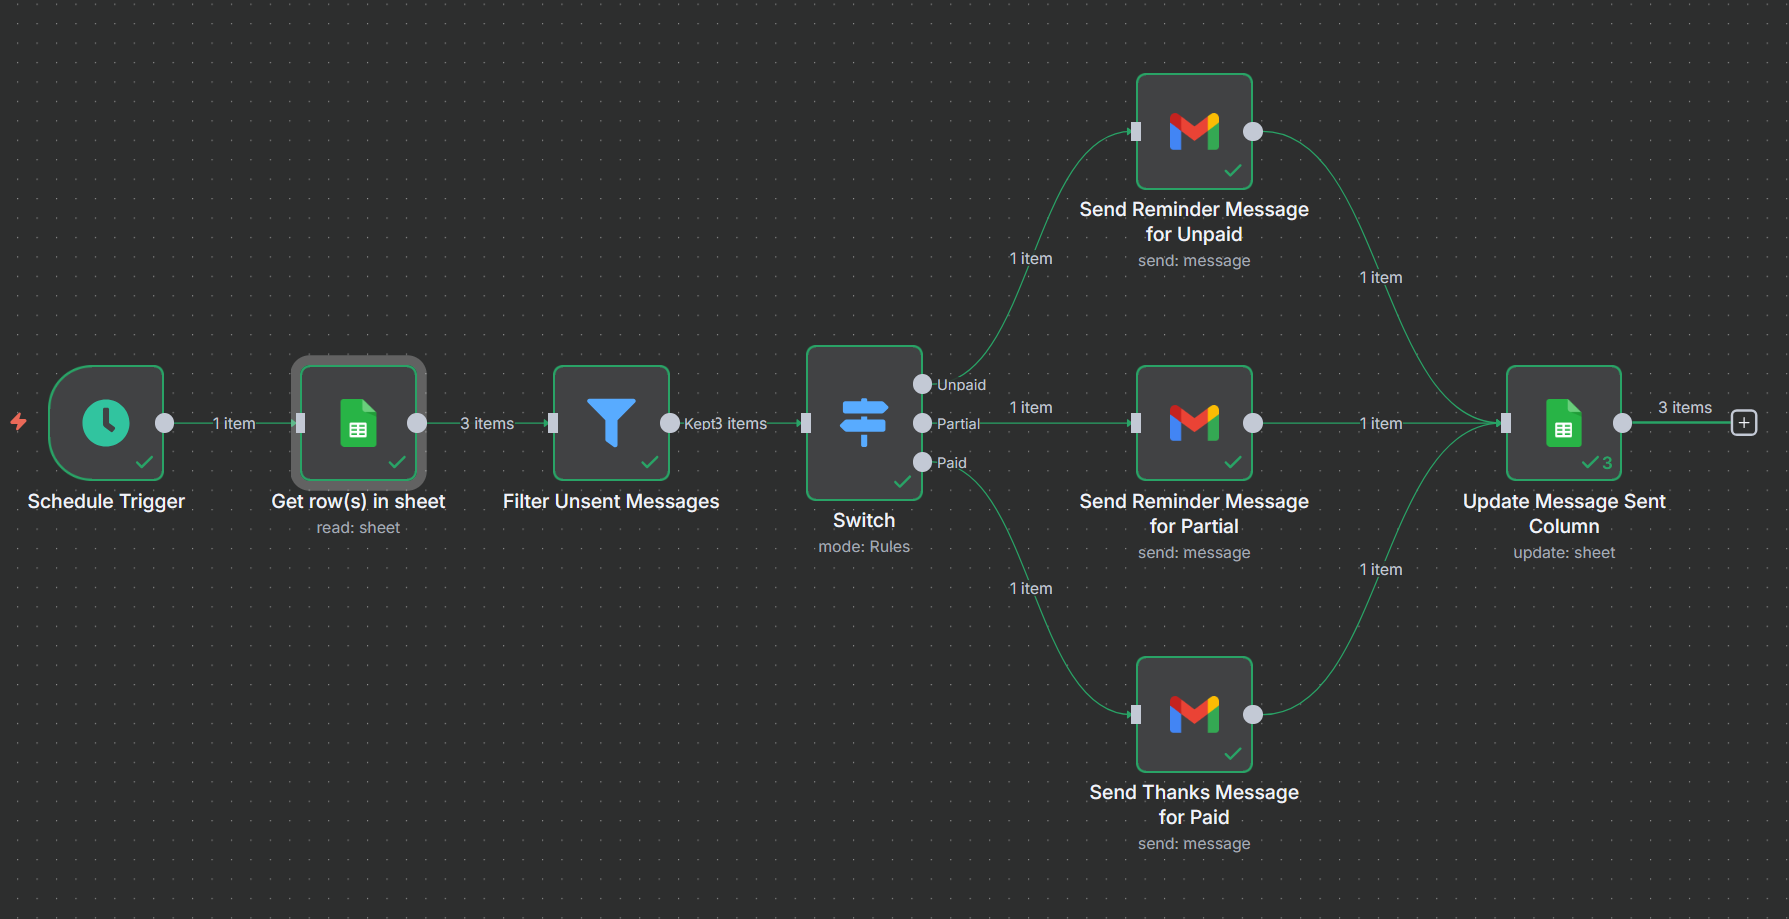 Send Reminder Message
for Unpaid
send: message
1 item
1 item
Schedule Trigger
1 item
Get row(s) in sheet
read: sheet
3 items
Filter Unsent Messages
Kept
3 items
Unpaid
Partial
Paid
Switch
mode: Rules
1 item
Send Reminder Message
for Partial
send: message
1 item
3
Update Message Sent
Column
update: sheet
3 items
1 item
1 item
Send Thanks Message
for Paid
send: message